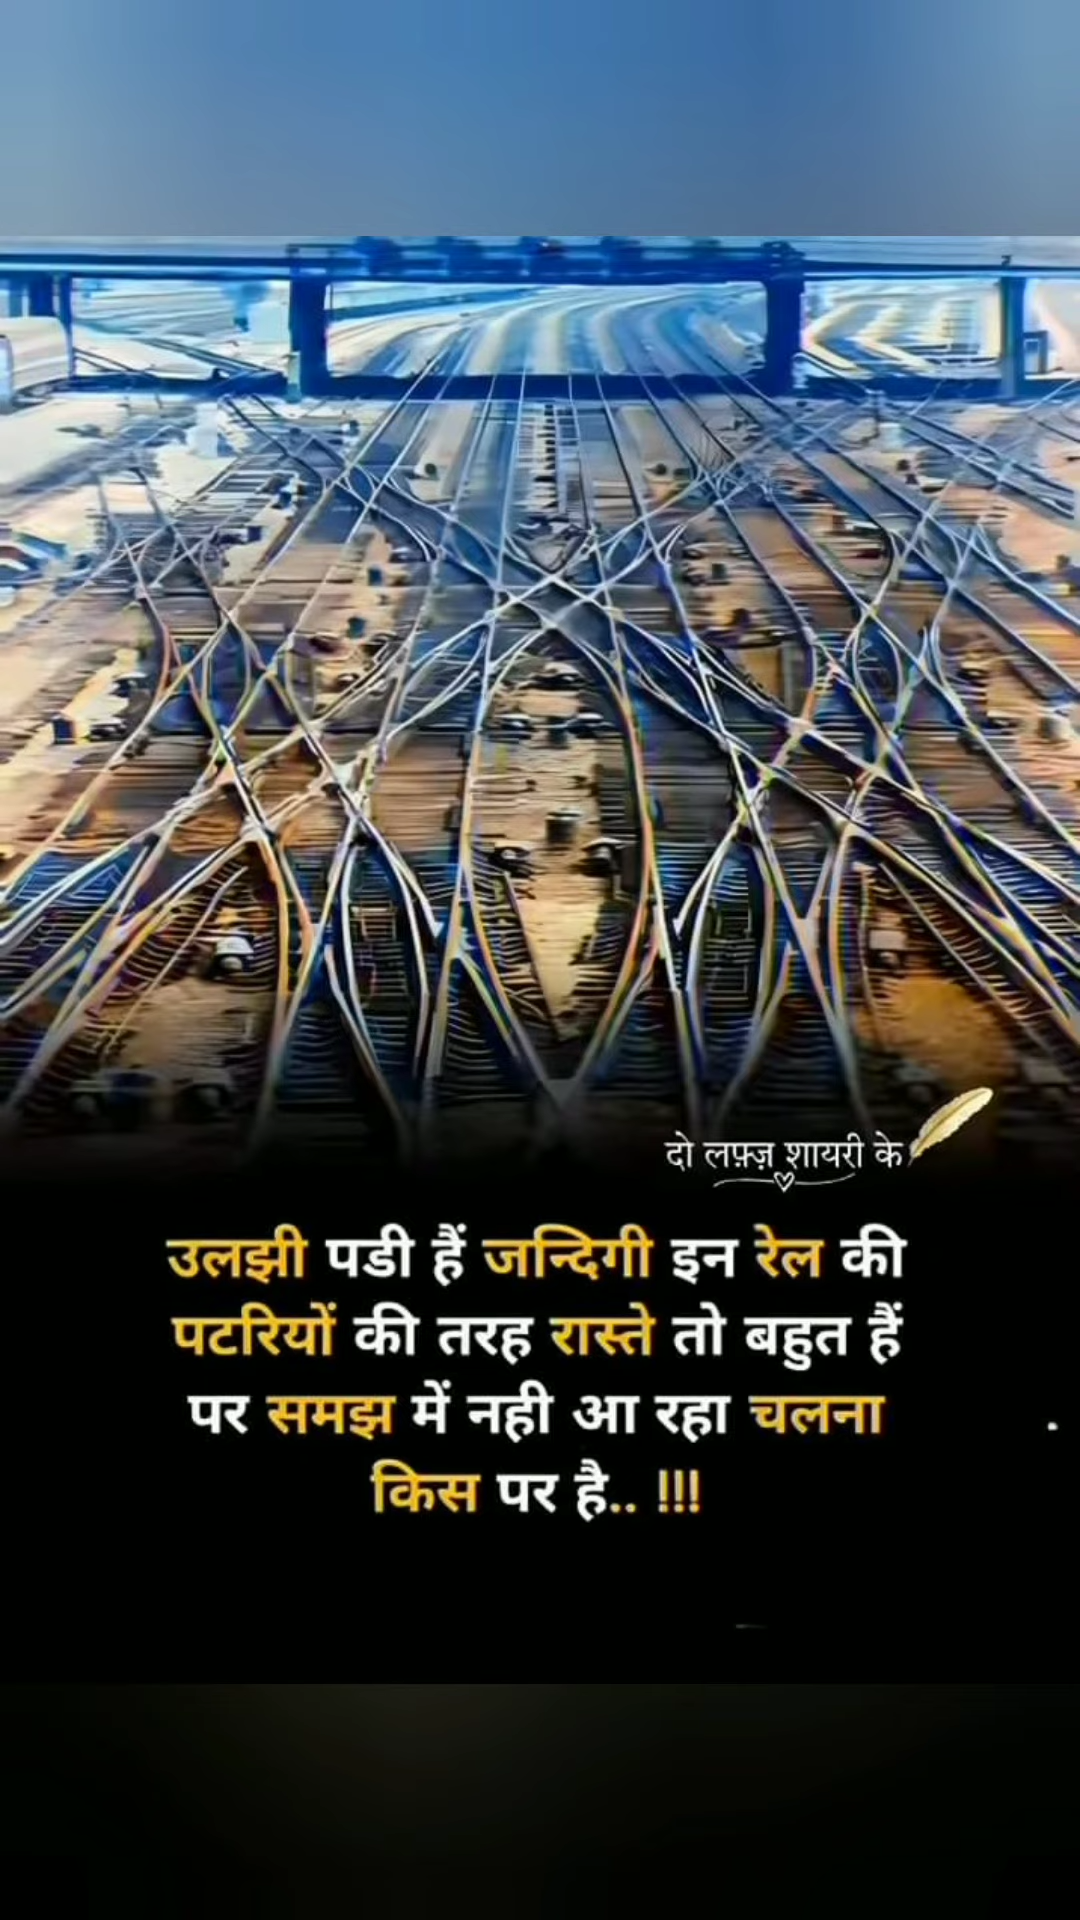 दो लफ़्ज़ शायरी के
उलझी पडी हैं जन्दिगी इन रेल की
पटरियों की तरह रास्ते तो बहुत हैं
पर समझ में नही आ रहा चलना
किस पर है.. !!!